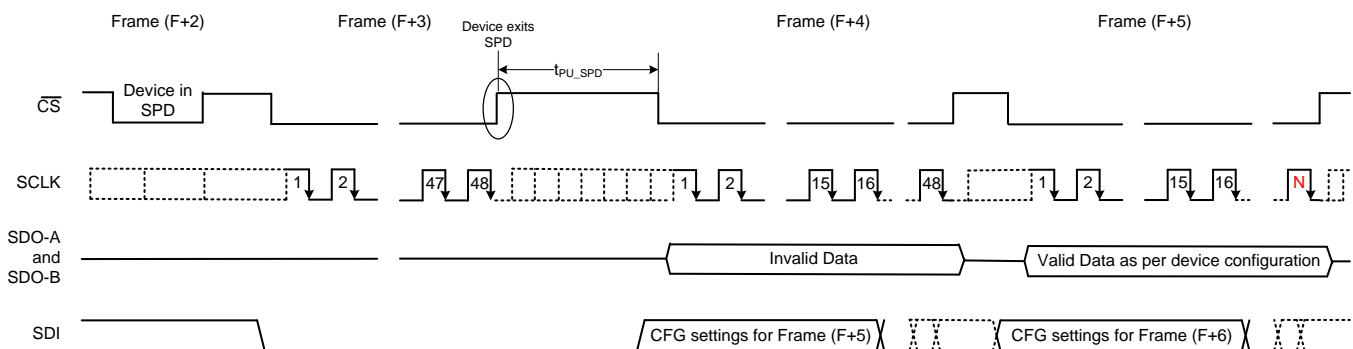 Frame (F+2)
Frame (F+3)
Device exits
SPD
Frame (F+4)
Frame (F+5)
tPU_SPD
CS
Device in
SPD
SCLK
1 2 47 48 1 2 15 16 48 1 2 15 16 N
SDO-A
and
SDO-B
Invalid Data
Valid Data as per device configuration
SDI
CFG settings for Frame (F+5)
CFG settings for Frame (F+6)